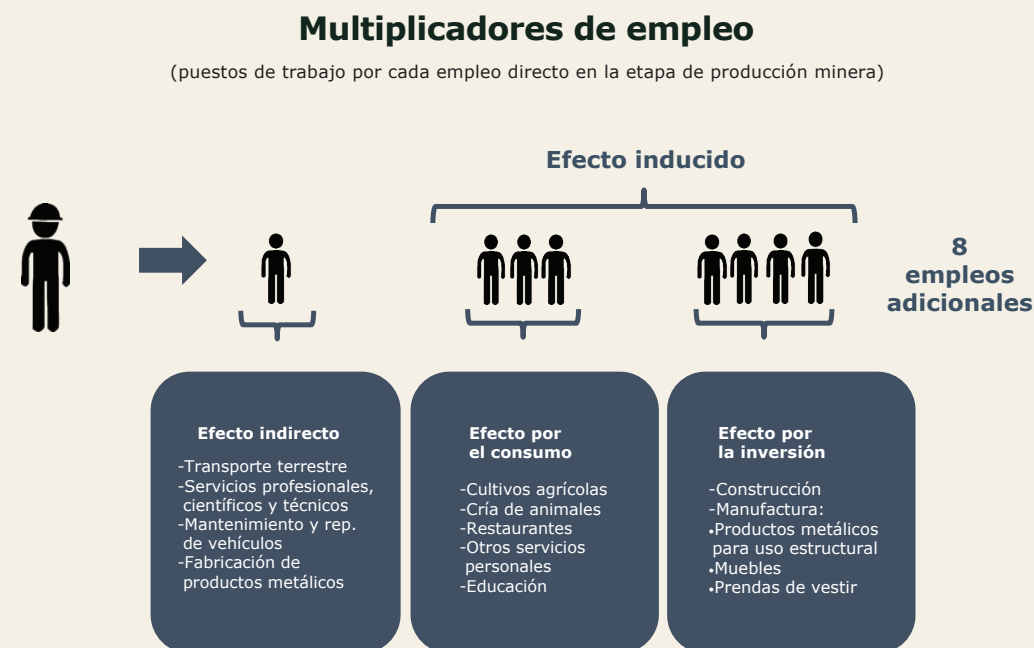 Multiplicadores de empleo
(puestos de trabajo por cada empleo directo en la etapa de producción minera)
Efecto inducido
8
empleos
adicionales
Efecto indirecto
-Transporte terrestre
-Servicios profesionales,
científicos y técnicos
-Mantenimiento y rep.
de vehículos
-Fabricación de
productos metálicos
Efecto por
el consumo
-Cultivos agrícolas
-Cría de animales
-Restaurantes
-Otros servicios
personales
-Educación
Efecto por
la inversión
-Construcción
-Manufactura:
•Productos metálicos
para uso estructural
•Muebles
•Prendas de vestir